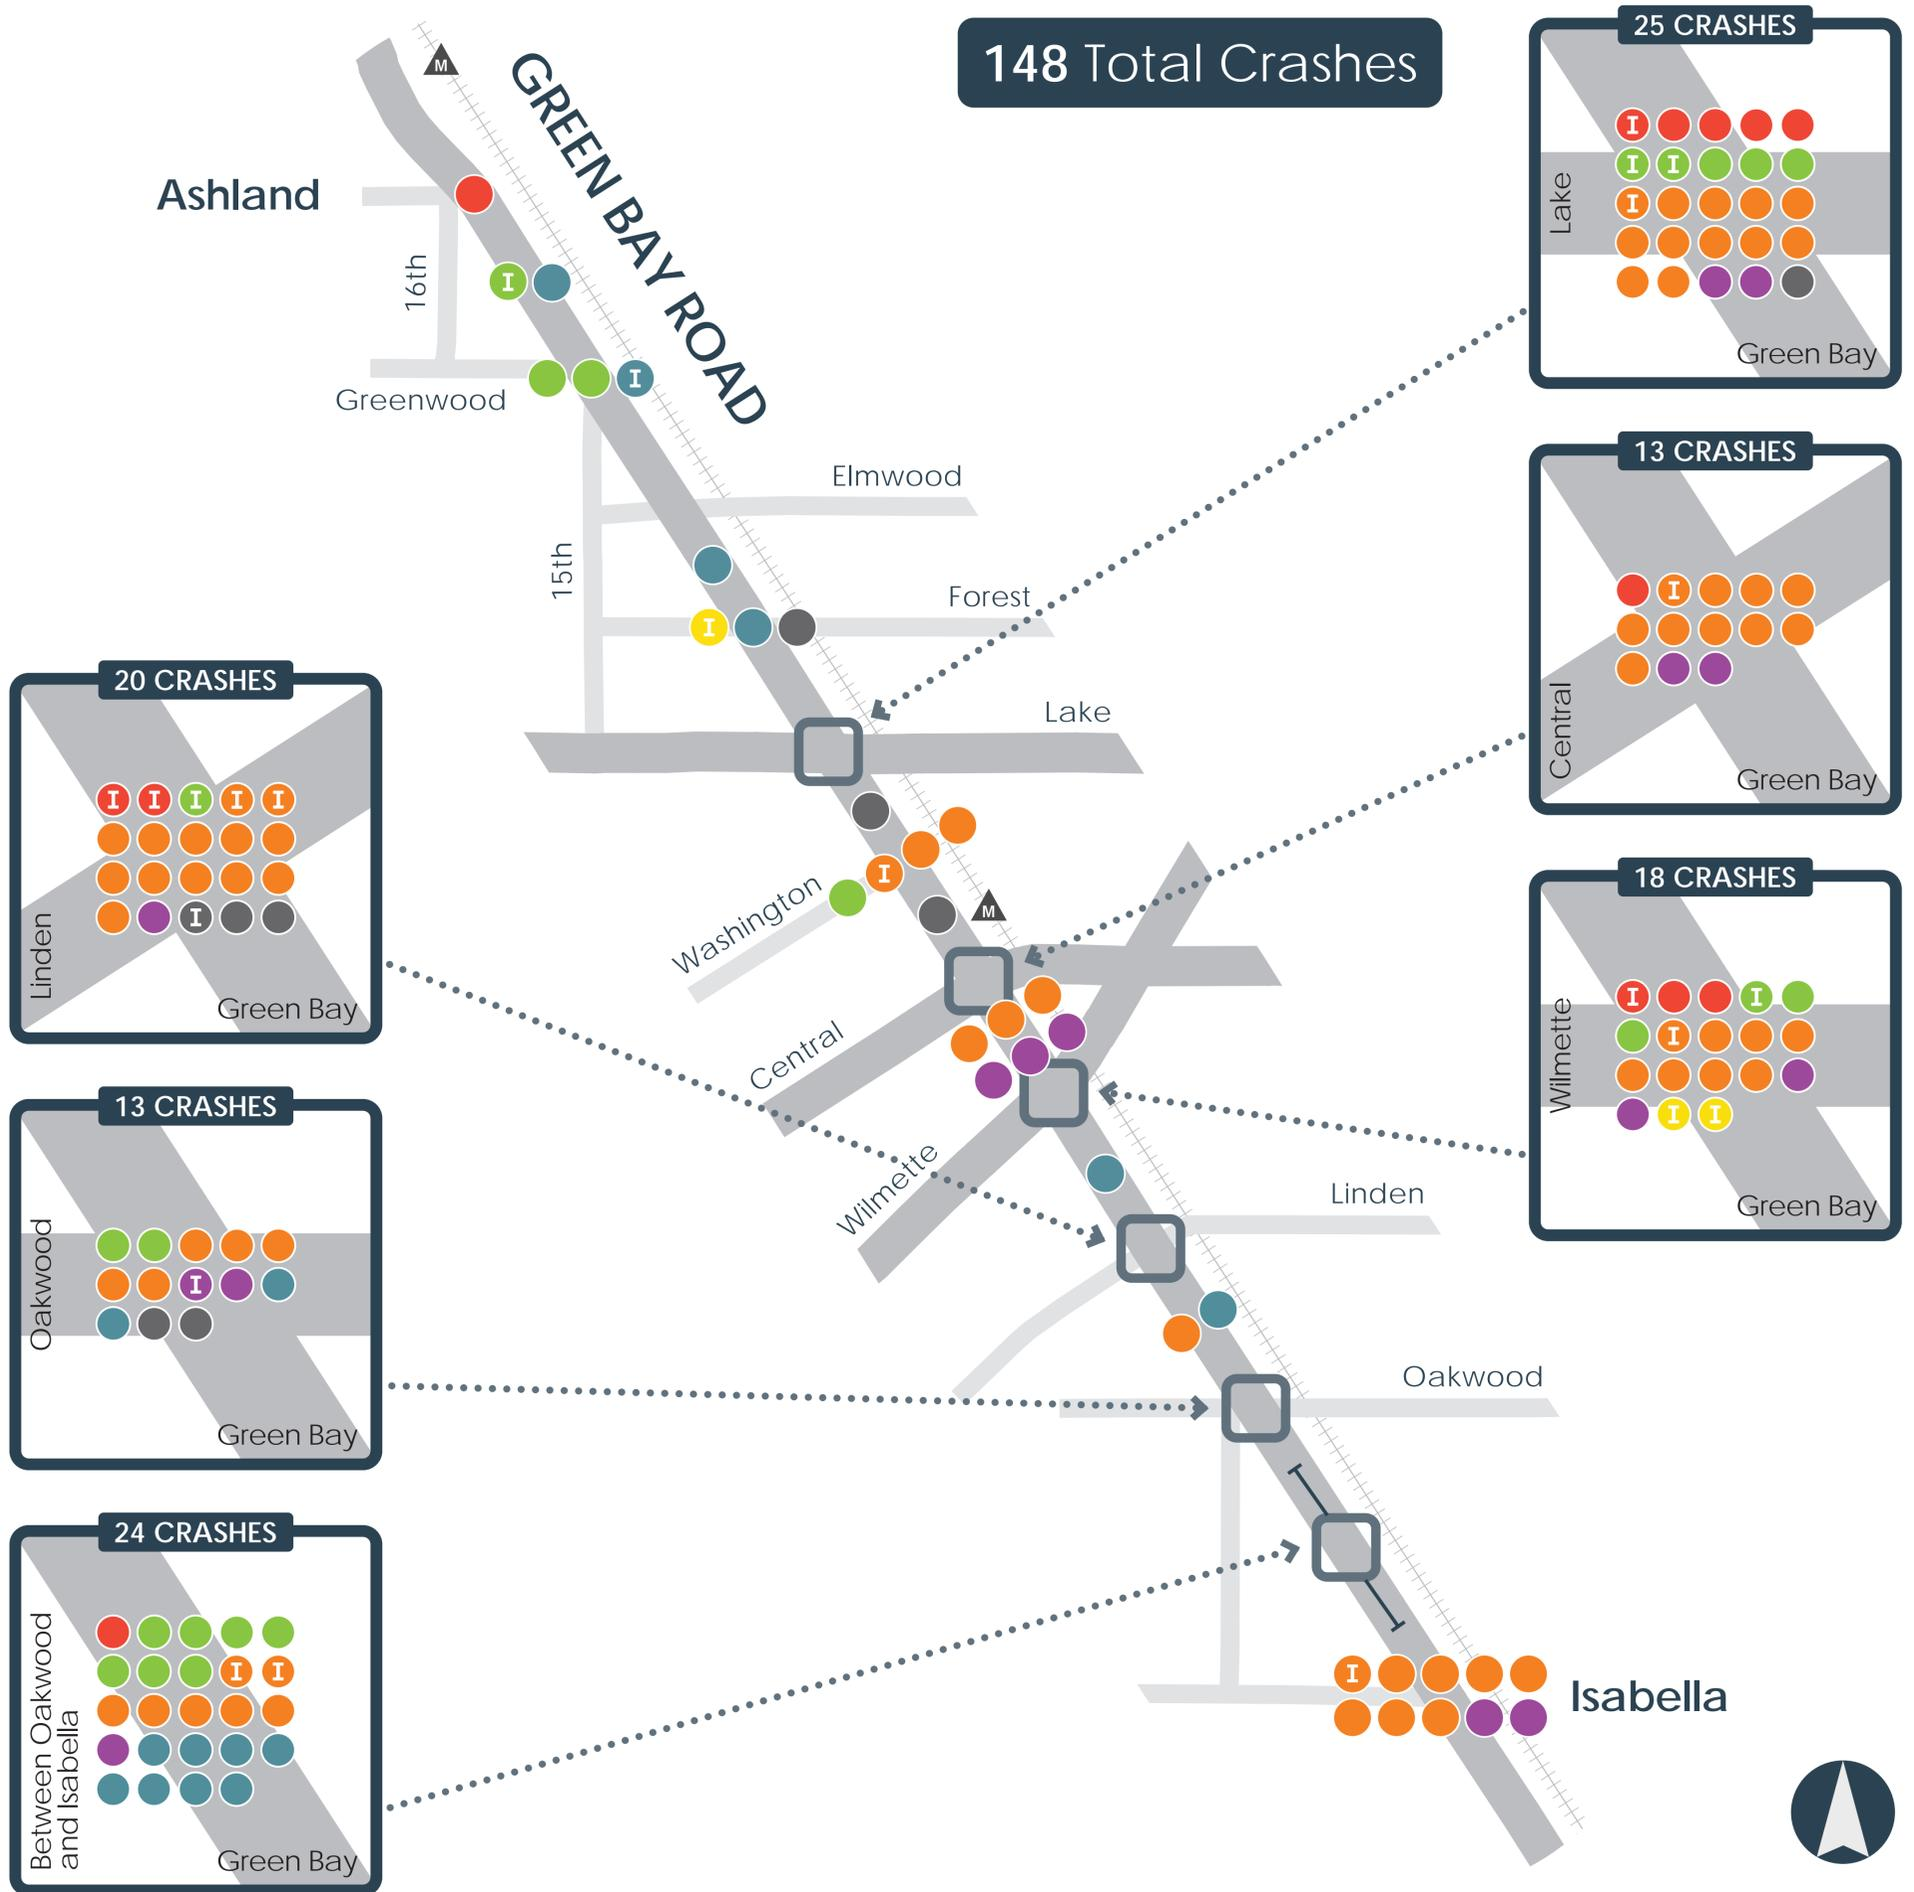 148 Total Crashes
GREEN BAY ROAD
M
Ashland
16th
I
Greenwood
I
Elmwood
15th
Forest
I
Lake
I
Washington
M
Central
Wilmette
Linden
Oakwood
I
Isabella
25 CRASHES
I
I I
I
Lake
Green Bay
13 CRASHES
I
Central
Green Bay
18 CRASHES
I I
I
I I
Wilmette
Green Bay
20 CRASHES
I I I I I
I
Linden
Green Bay
13 CRASHES
I
Oakwood
Green Bay
24 CRASHES
I I
Between Oakwood
and Isabella
Green Bay